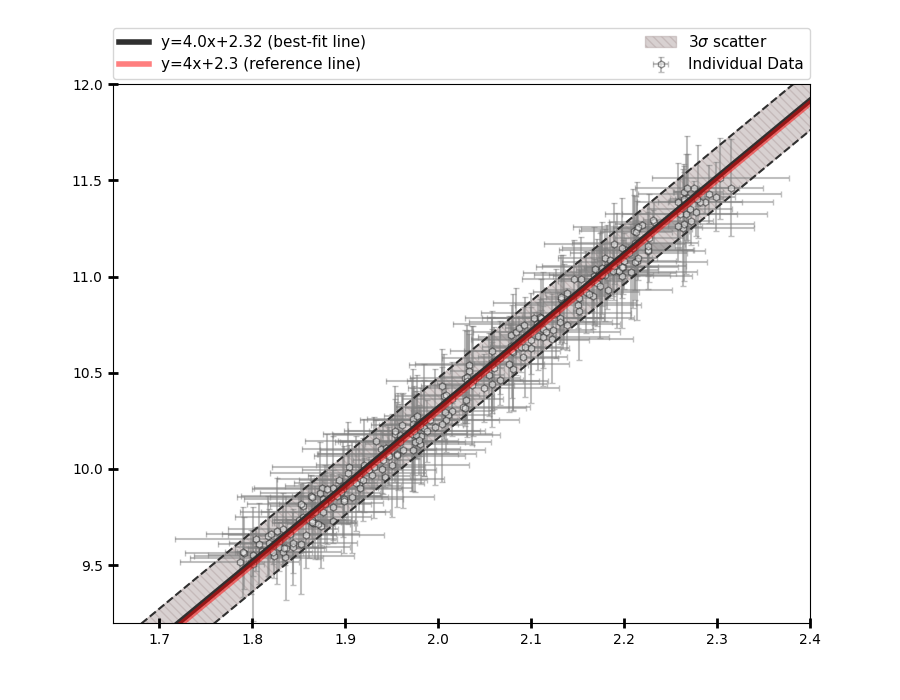 y=4.0x+2.32 (best-fit line)
y=4x+2.3 (reference line)
3σ scatter
Individual Data
12.0
11.5
11.0
10.5
10.0
9.5
1.7 1.8 1.9 2.0 2.1 2.2 2.3 2.4